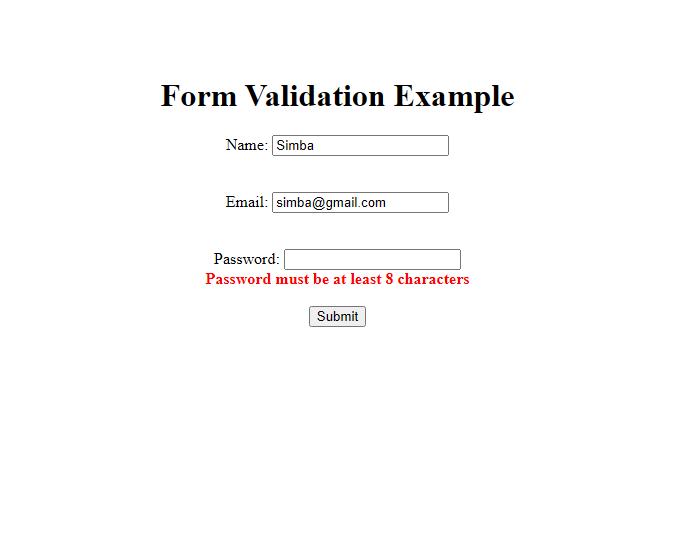 Form Validation Example
Name: Simba
Email: simba@gmail.com
Password:
Password must be at least 8 characters
Submit